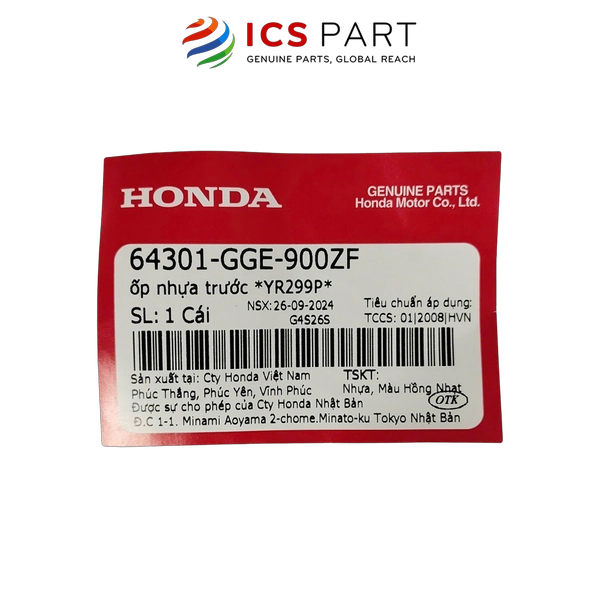 ICS PART
GENUINE PARTS, GLOBAL REACH
HONDA
GENUINE PARTS
Honda Motor Co., Ltd.
64301-GGE-900ZF
ốp nhựa trước *YR299P*
NSX: 26-09-2024
Tiêu chuẩn áp dụng:
SL: 1 Cái
G4S26S
TCCS: 01|2008|HVN
Sản xuất tại: Cty Honda Việt Nam
TSKT:
Phúc Thắng, Phúc Yên, Vĩnh Phúc
Nhựa, Màu Hồng Nhạt
Được sự cho phép của Cty Honda Nhật Bản
OTK
Đ.C 1-1. Minami Aoyama 2-chome.Minato-ku Tokyo Nhật Bản